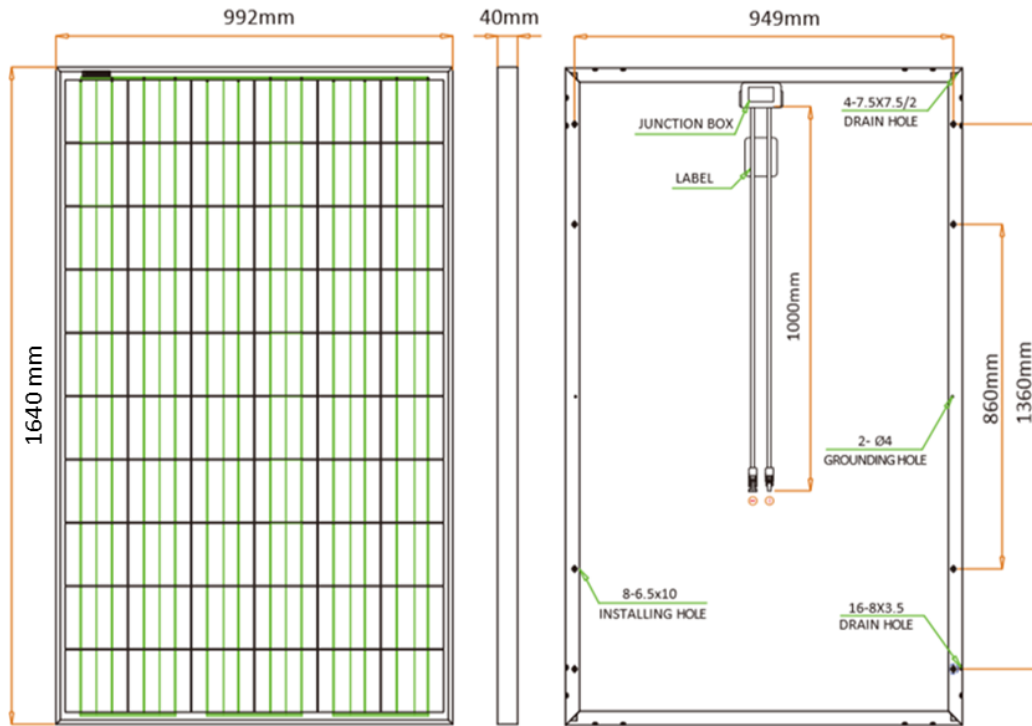 992mm
40mm
949mm
1640 mm
4-7.5X7.5/2
DRAIN HOLE
JUNCTION BOX
LABEL
1000mm
860mm
1360mm
2- Ø4
GROUNDING HOLE
8-6.5x10
INSTALLING HOLE
16-8X3.5
DRAIN HOLE